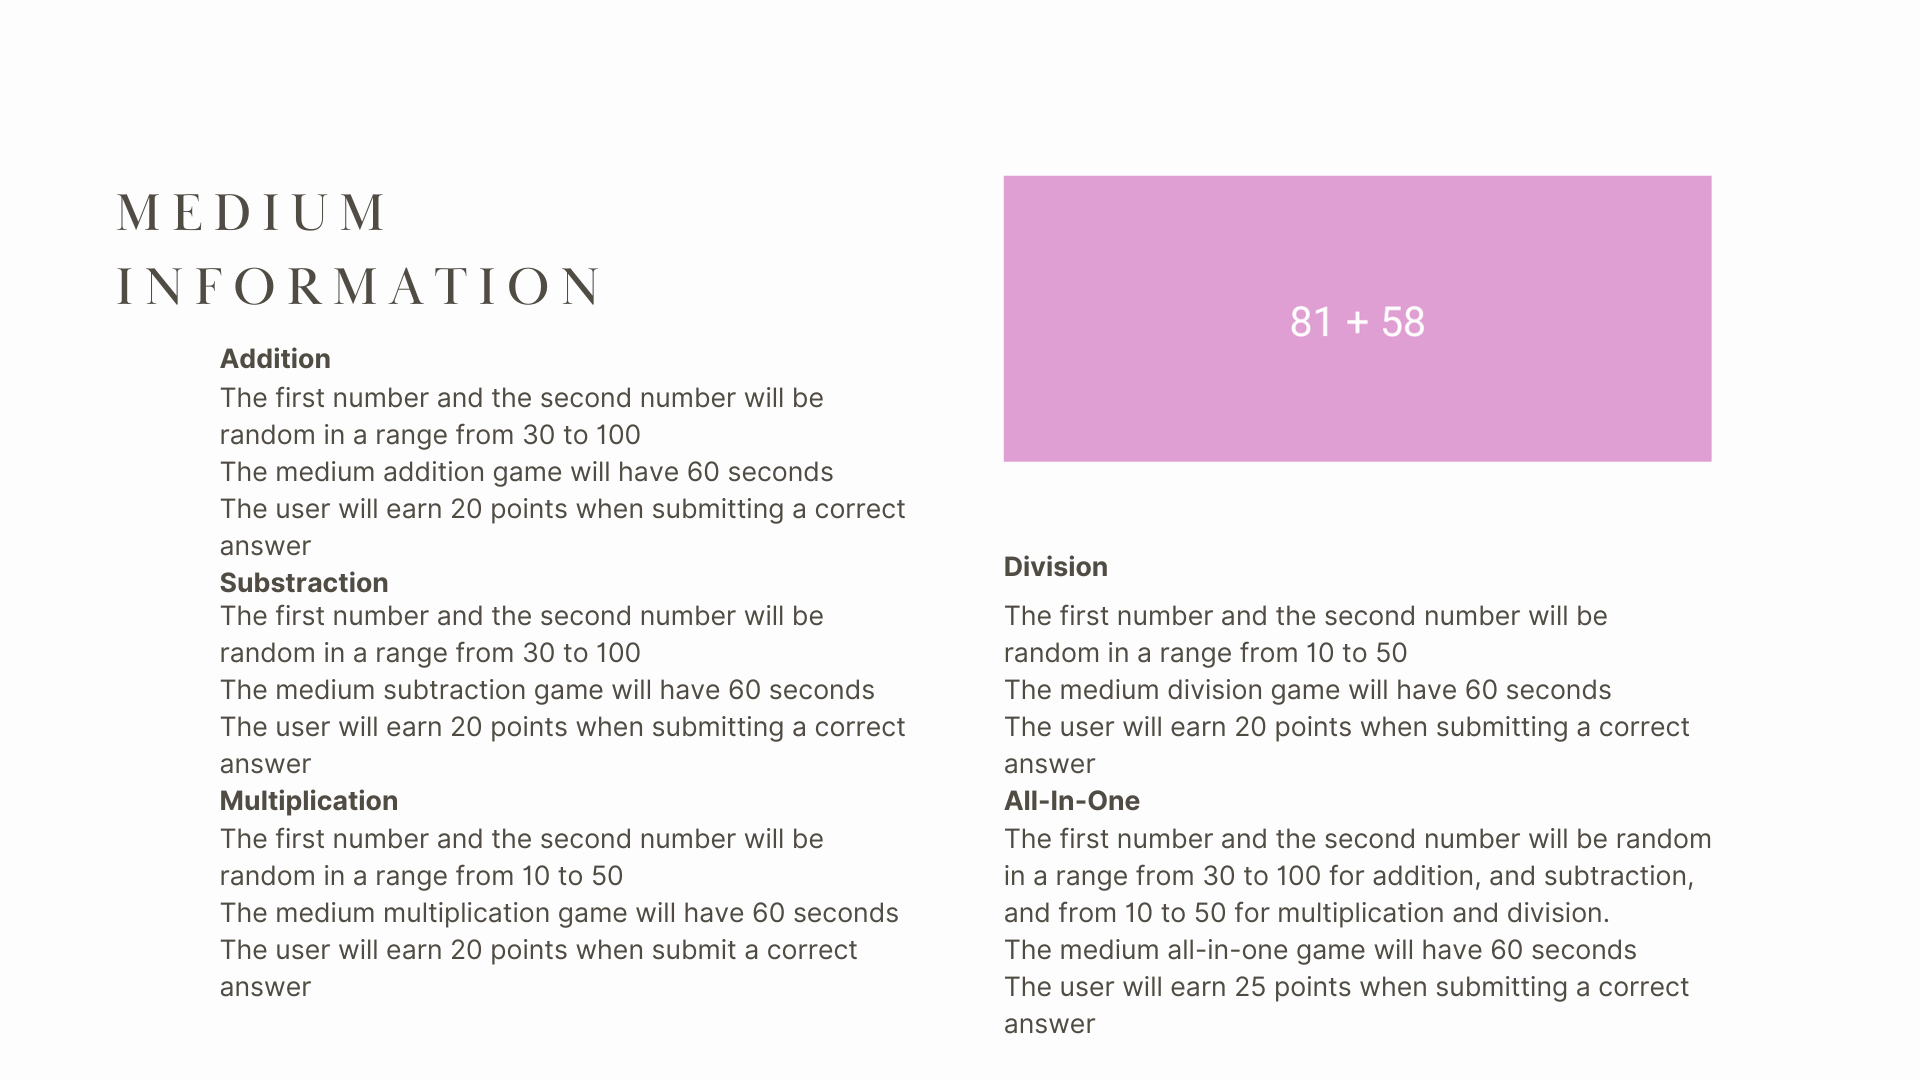 MEDIUM
INFORMATION
Addition
The first number and the second number will be
random in a range from 30 to 100
The medium addition game will have 60 seconds
The user will earn 20 points when submitting a correct
answer
Substraction
The first number and the second number will be
random in a range from 30 to 100
The medium subtraction game will have 60 seconds
The user will earn 20 points when submitting a correct
answer
Multiplication
The first number and the second number will be
random in a range from 10 to 50
The medium multiplication game will have 60 seconds
The user will earn 20 points when submit a correct
answer
81 + 58
Division
The first number and the second number will be
random in a range from 10 to 50
The medium division game will have 60 seconds
The user will earn 20 points when submitting a correct
answer
All-In-One
The first number and the second number will be random
in a range from 30 to 100 for addition, and subtraction,
and from 10 to 50 for multiplication and division.
The medium all-in-one game will have 60 seconds
The user will earn 25 points when submitting a correct
answer